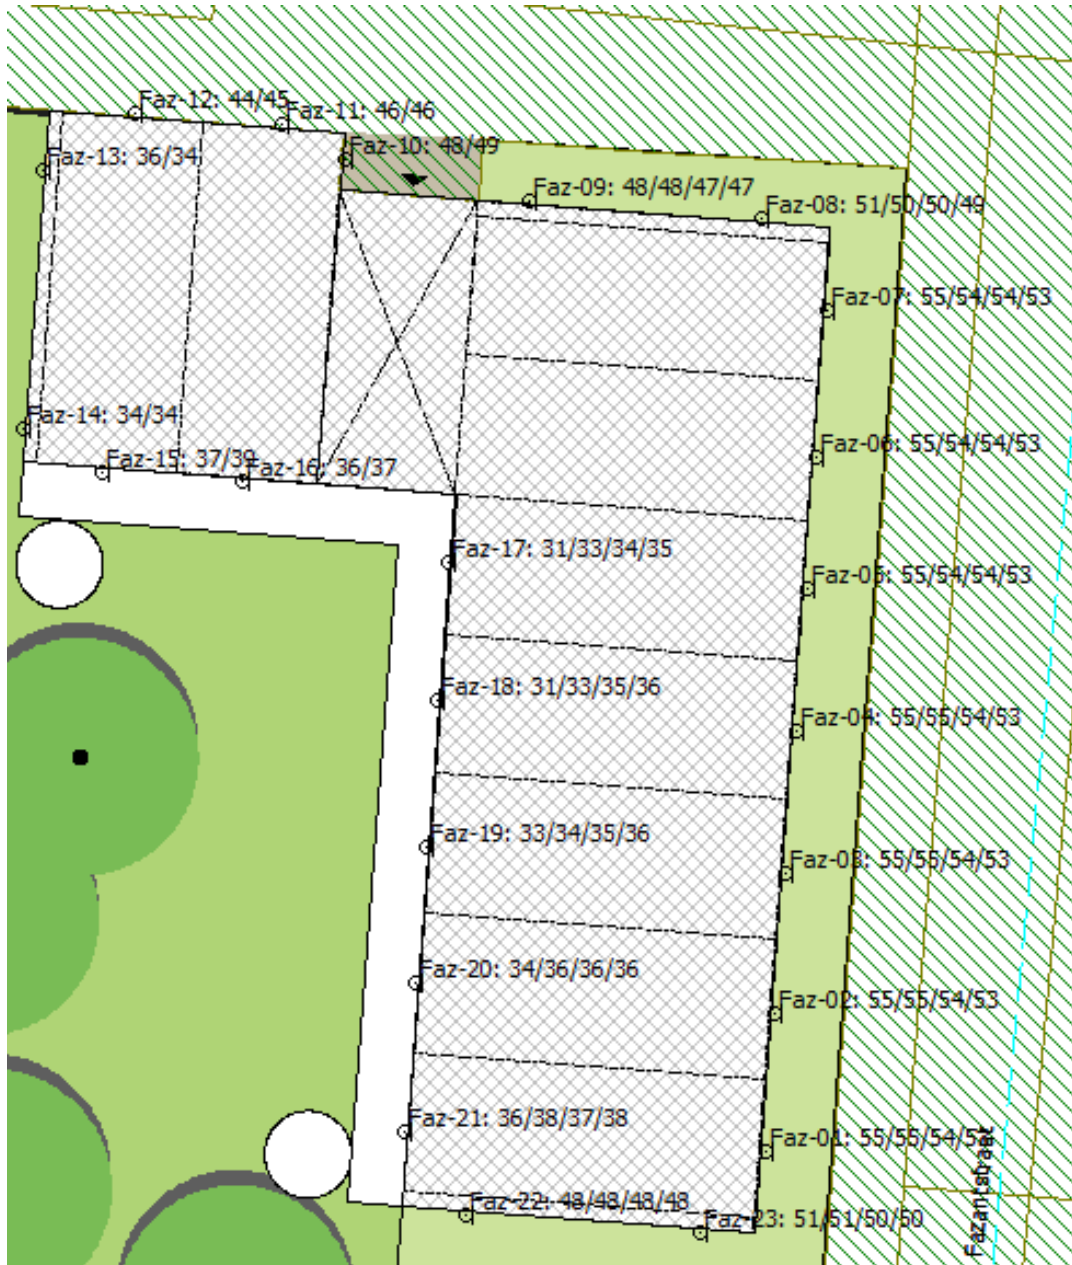 Faz-12: 44/45
Faz-11: 46/46
Faz-10: 48/49
Faz-13: 36/34
Faz-09: 48/48/47/47
Faz-08: 51/50/50/49
Faz-07: 55/54/54/53
Faz-14: 34/34
Faz-06: 55/54/54/53
Faz-15: 37/39
Faz-16: 36/37
Faz-17: 31/33/34/35
Faz-05: 55/54/54/53
Faz-18: 31/33/35/36
Faz-04: 55/55/54/53
Faz-19: 33/34/35/36
Faz-03: 55/55/54/53
Faz-20: 34/36/36/36
Faz-02: 55/55/54/53
Faz-21: 36/38/37/38
Faz-01: 55/55/54/53
Faz-22: 48/48/48/48
Faz-23: 51/51/50/50
Fazantstraat